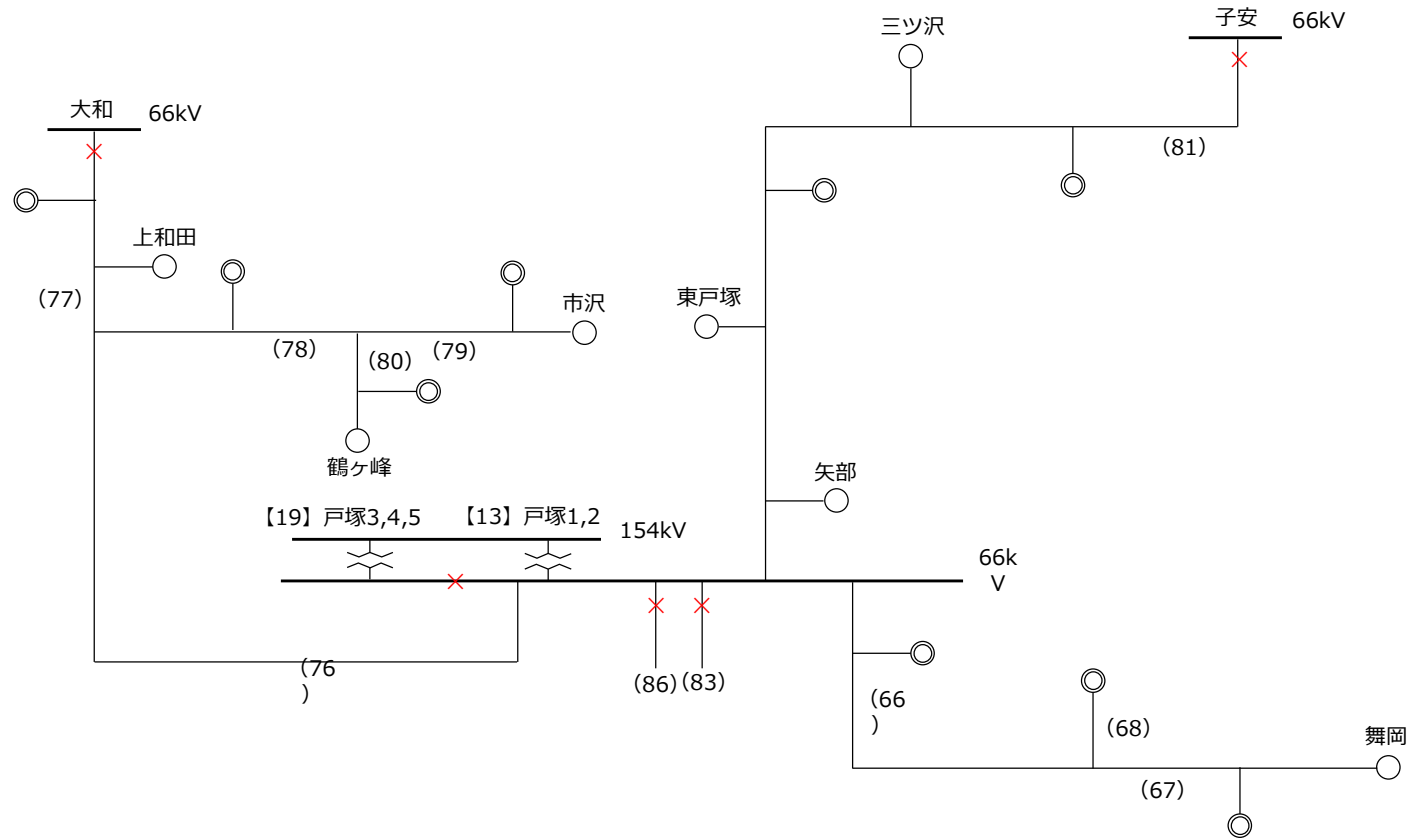 三ツ沢
子安
66kV
大和
66kV
(81)
上和田
(77)
市沢
東戸塚
(78)
(80)
(79)
鶴ヶ峰
矢部
【19】戸塚3,4,5
【13】戸塚1,2
154kV
66k
V
(76
)
(86)
(83)
(66
)
(68)
舞岡
(67)